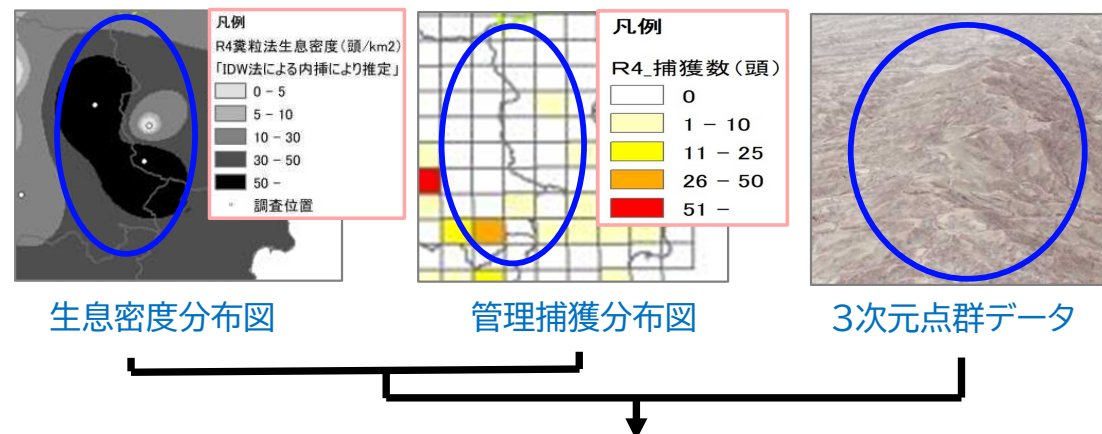 凡例
R4糞粒法生息密度(頭/km2)
「IDW法による内挿により推定」
0 - 5
5 - 10
10 - 30
30 - 50
50 -
調査位置
凡例
R4_捕獲数(頭)
0
1 - 10
11 - 25
26 - 50
51 -
生息密度分布図
管理捕獲分布図
3次元点群データ